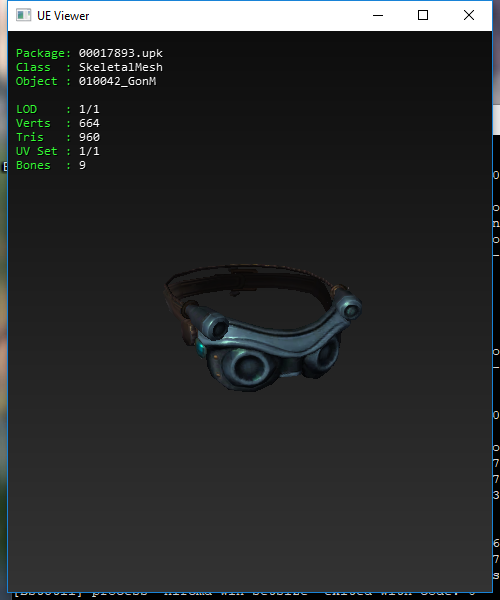 UE Viewer
Package: 00017893.upk
Class : SkeletalMesh
Object : 010042_GonM
LOD : 1/1
Verts : 664
Tris : 960
UV Set : 1/1
Bones : 9